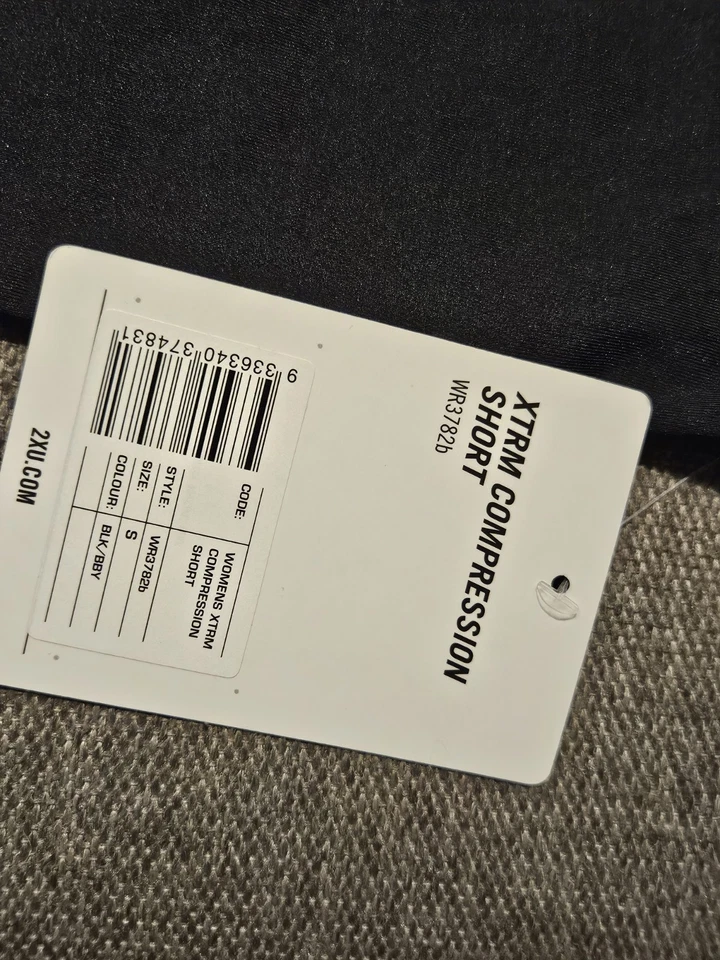 XTRM COMPRESSION
SHORT
WR3782b
CODE:
WOMENS XTRM
COMPRESSION
SHORT
STYLE: WR3782b
SIZE: S
COLOUR: BLK/BBY
9 336340 374831
2XU.COM